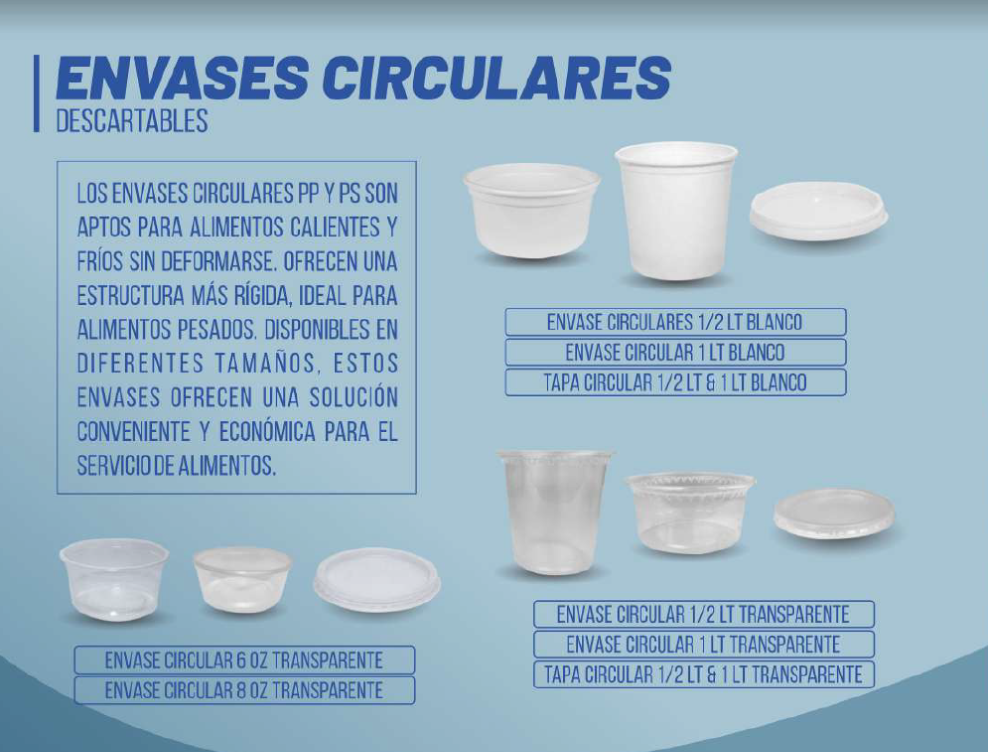 ENVASES CIRCULARES
DESCARTABLES
LOS ENVASES CIRCULARES PP Y PS SON
APTOS PARA ALIMENTOS CALIENTES Y
FRÍOS SIN DEFORMARSE. OFRECEN UNA
ESTRUCTURA MÁS RÍGIDA, IDEAL PARA
ALIMENTOS PESADOS. DISPONIBLES EN
DIFERENTES TAMAÑOS, ESTOS
ENVASES OFRECEN UNA SOLUCIÓN
CONVENIENTE Y ECONÓMICA PARA EL
SERVICIO DE ALIMENTOS.
ENVASE CIRCULARES 1/2 LT BLANCO
ENVASE CIRCULAR 1 LT BLANCO
TAPA CIRCULAR 1/2 LT & 1 LT BLANCO
ENVASE CIRCULAR 6 OZ TRANSPARENTE
ENVASE CIRCULAR 8 OZ TRANSPARENTE
ENVASE CIRCULAR 1/2 LT TRANSPARENTE
ENVASE CIRCULAR 1 LT TRANSPARENTE
TAPA CIRCULAR 1/2 LT & 1 LT TRANSPARENTE